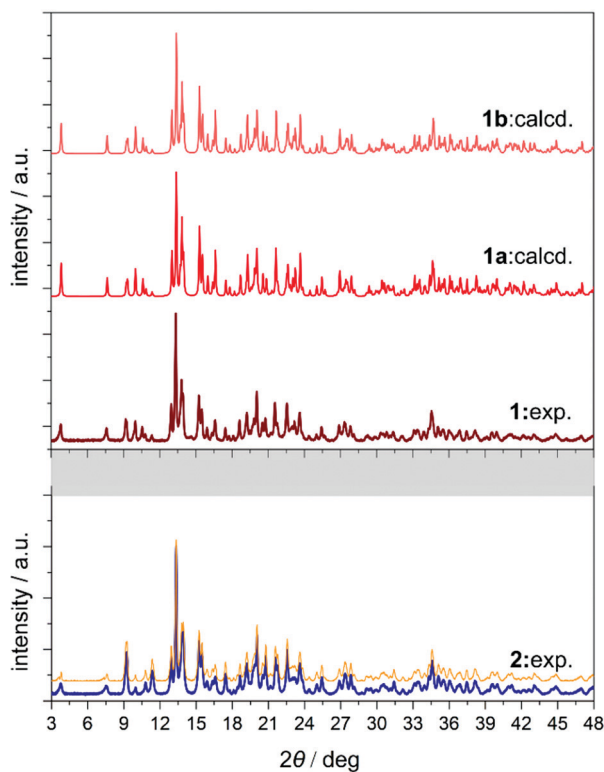 1b:calcd.
1a:calcd.
1:exp.
intensity / a.u.
2:exp.
intensity / a.u.
3 6 9 12 15 18 21 24 27 30 33 36 39 42 45 48
2θ / deg